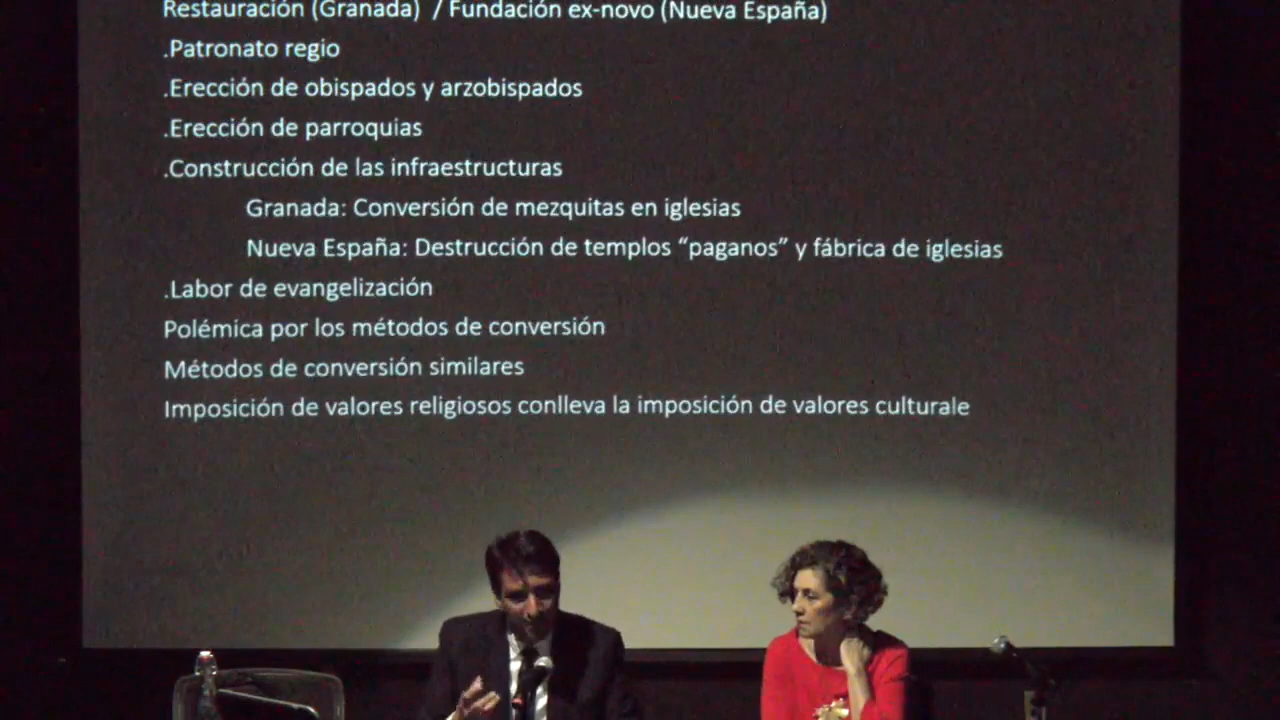 Restauración (Granada) / Fundación ex-novo (Nueva España)
.Patronato regio
.Erección de obispados y arzobispados
.Erección de parroquias
.Construcción de las infraestructuras
Granada: Conversión de mezquitas en iglesias
Nueva España: Destrucción de templos “paganos” y fábrica de iglesias
.Labor de evangelización
Polémica por los métodos de conversión
Métodos de conversión similares
Imposición de valores religiosos conlleva la imposición de valores culturale